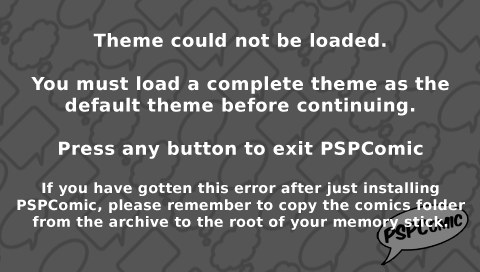 Theme could not be loaded.
You must load a complete theme as the
default theme before continuing.
Press any button to exit PSPComic
If you have gotten this error after just installing
PSPComic, please remember to copy the comics folder
from the archive to the root of your memory stick.
PSPCOMIC